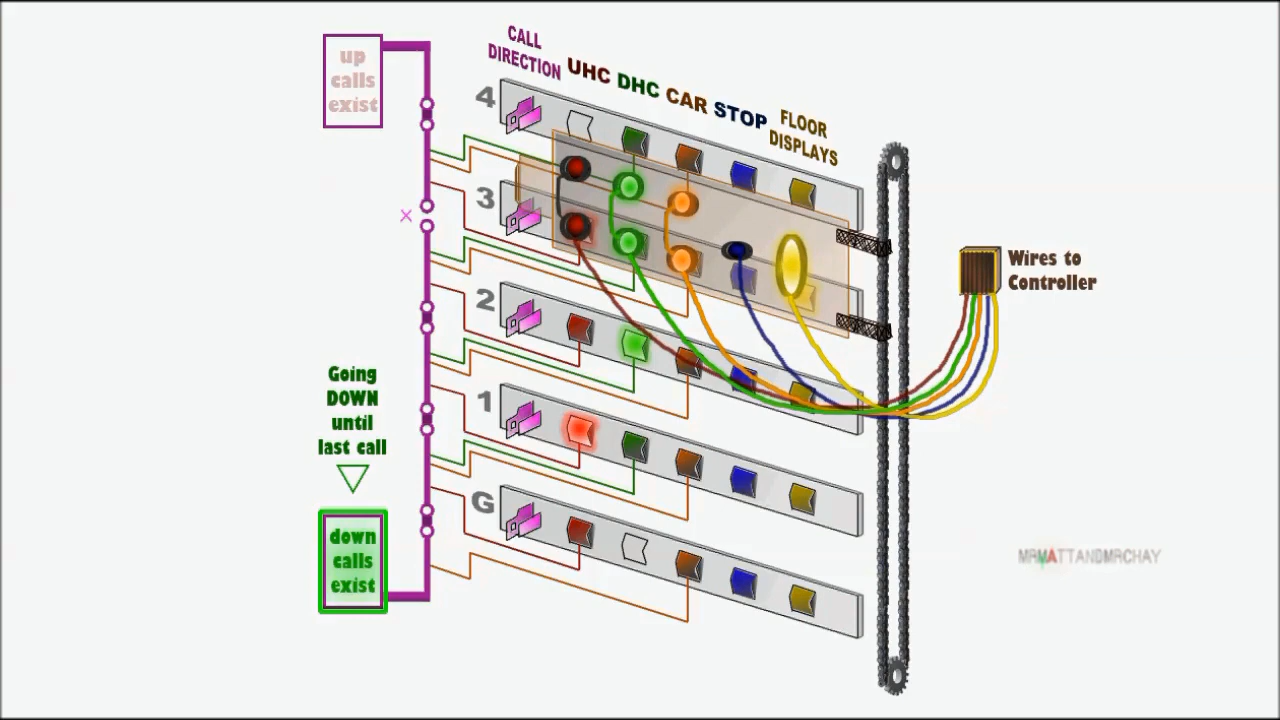 up
calls
exist
CALL
DIRECTION
UHC DHC CAR STOP
FLOOR
DISPLAYS
4
3
2
1
G
Wires to
Controller
Going
DOWN
until
last call
down
calls
exist
MRMATTANDMRCHAY